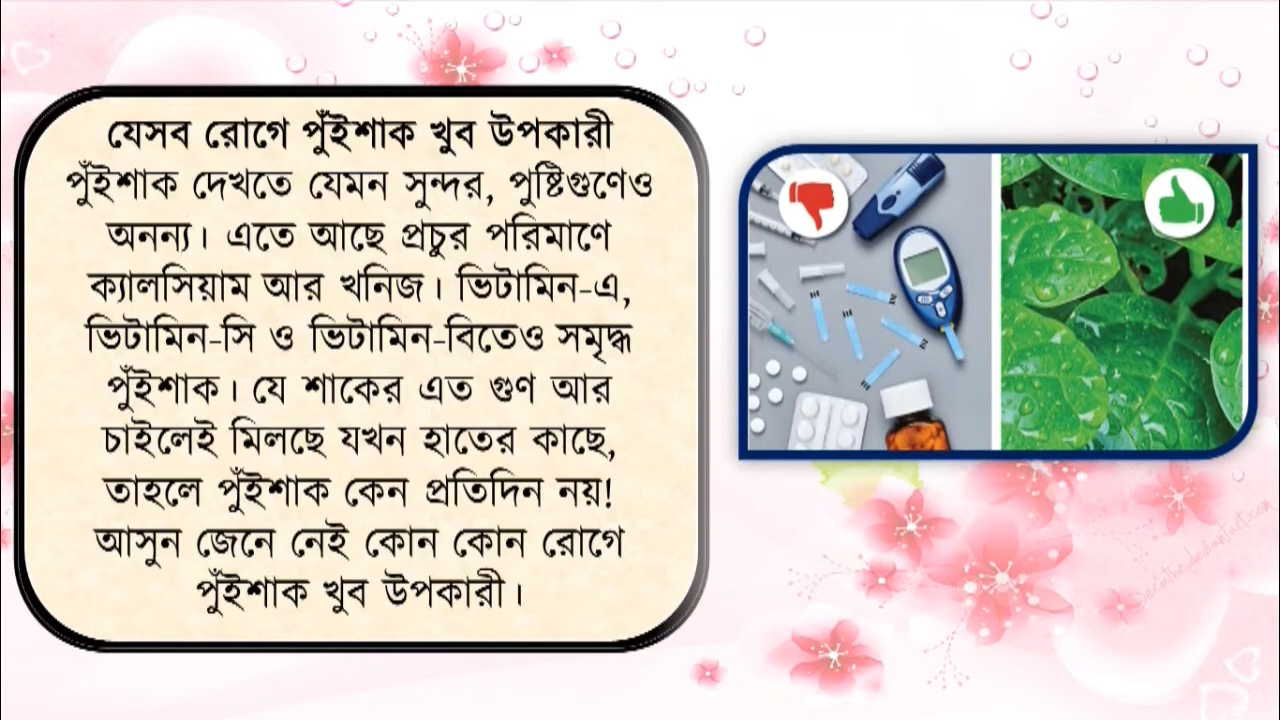 যেসব রোগে পুঁইশাক খুব উপকারী
পুঁইশাক দেখতে যেমন সুন্দর, পুষ্টিগুণেও
অনন্য। এতে আছে প্রচুর পরিমাণে
ক্যালসিয়াম আর খনিজ। ভিটামিন-এ,
ভিটামিন-সি ও ভিটামিন-বিতেও সমৃদ্ধ
পুঁইশাক। যে শাকের এত গুণ আর
চাইলেই মিলছে যখন হাতের কাছে,
তাহলে পুঁইশাক কেন প্রতিদিন নয়!
আসুন জেনে নেই কোন কোন রোগে
পুঁইশাক খুব উপকারী।